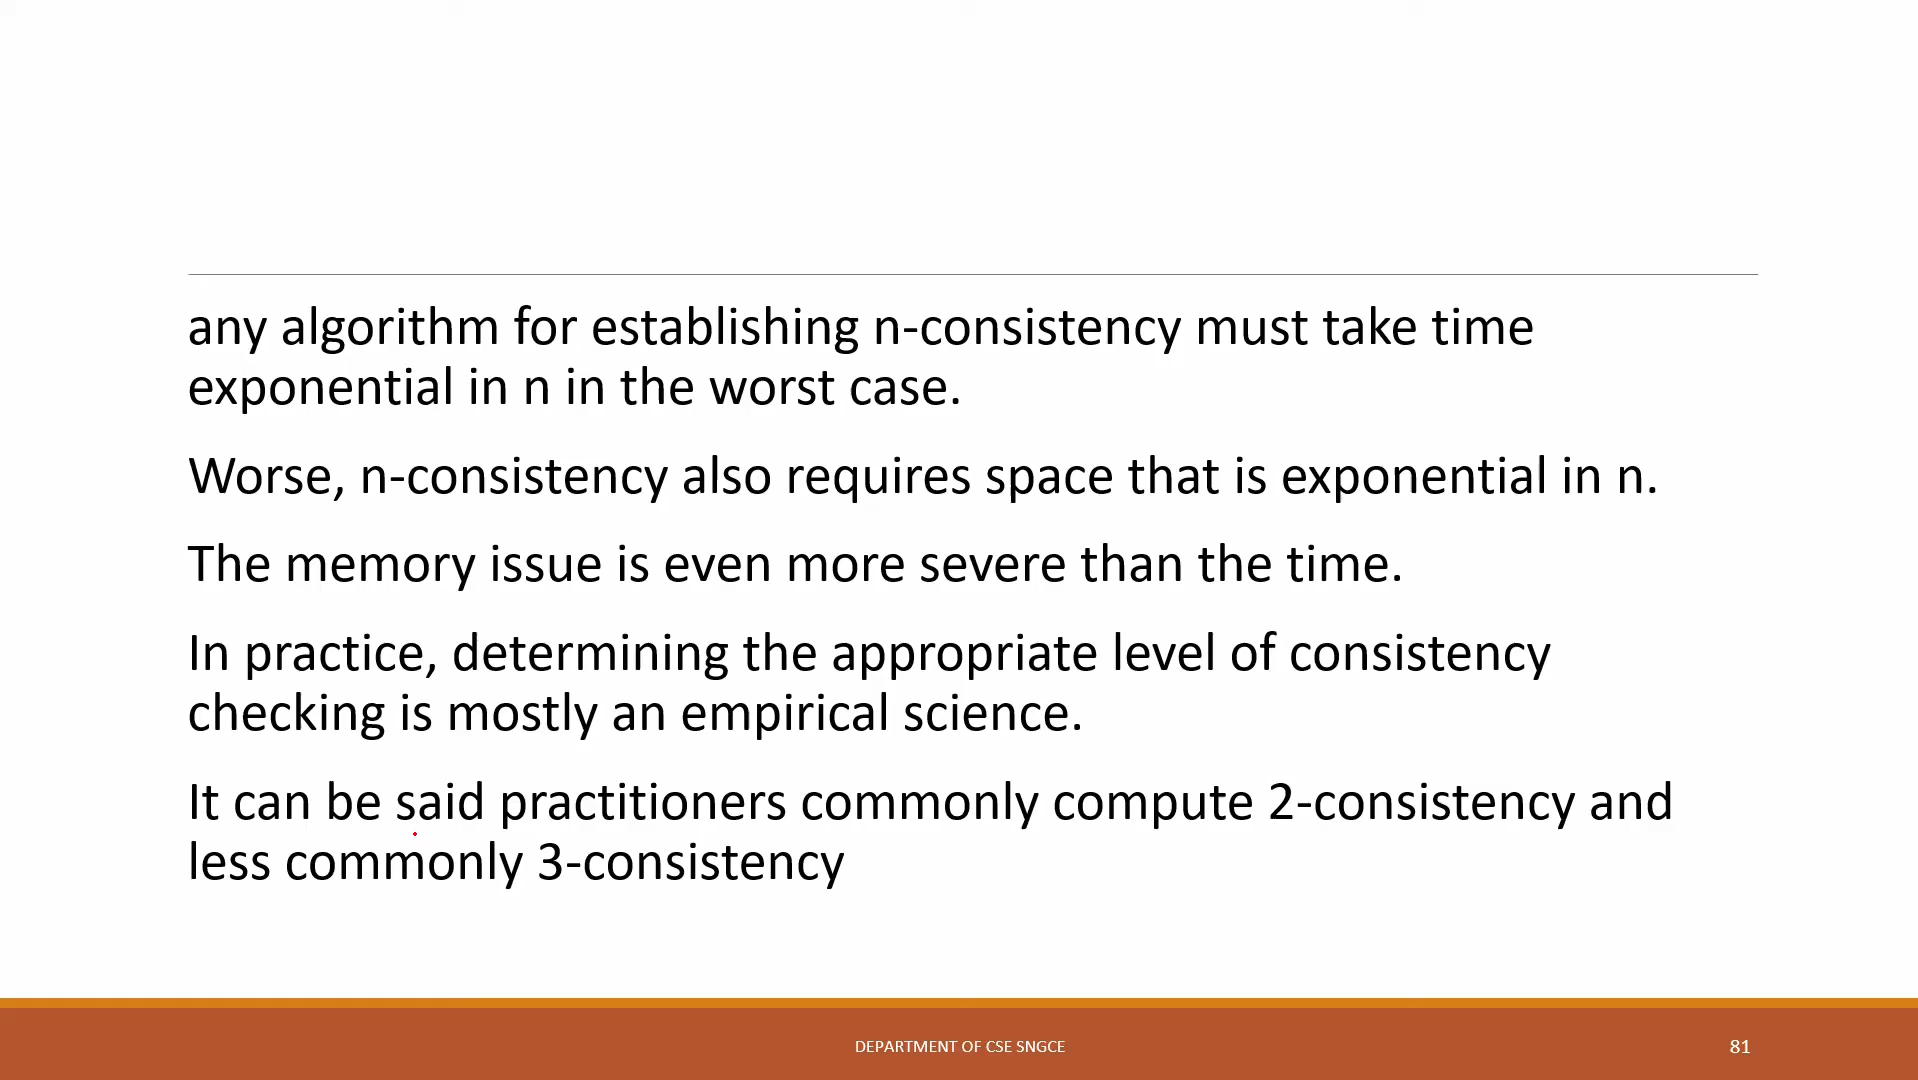 any algorithm for establishing n-consistency must take time
exponential in n in the worst case.
Worse, n-consistency also requires space that is exponential in n.
The memory issue is even more severe than the time.
In practice, determining the appropriate level of consistency
checking is mostly an empirical science.
It can be said practitioners commonly compute 2-consistency and
less commonly 3-consistency
DEPARTMENT OF CSE SNGCE
81